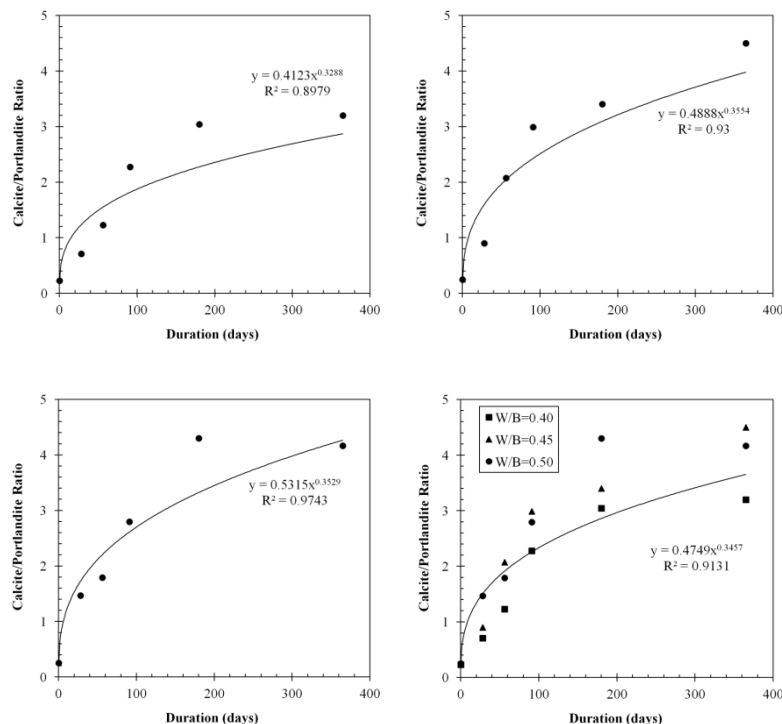 5
4
3
2
1
0
0
100
200
300
400
Calcite/Portlandite Ratio
Duration (days)
y = 0.4123x^0.3288
R² = 0.8979
5
4
3
2
1
0
0
100
200
300
400
Calcite/Portlandite Ratio
Duration (days)
y = 0.4888x^0.3554
R² = 0.93
5
4
3
2
1
0
0
100
200
300
400
Calcite/Portlandite Ratio
Duration (days)
y = 0.5315x^0.3529
R² = 0.9743
5
4
3
2
1
0
0
100
200
300
400
Calcite/Portlandite Ratio
Duration (days)
W/B=0.40
W/B=0.45
W/B=0.50
y = 0.4749x^0.3457
R² = 0.9131